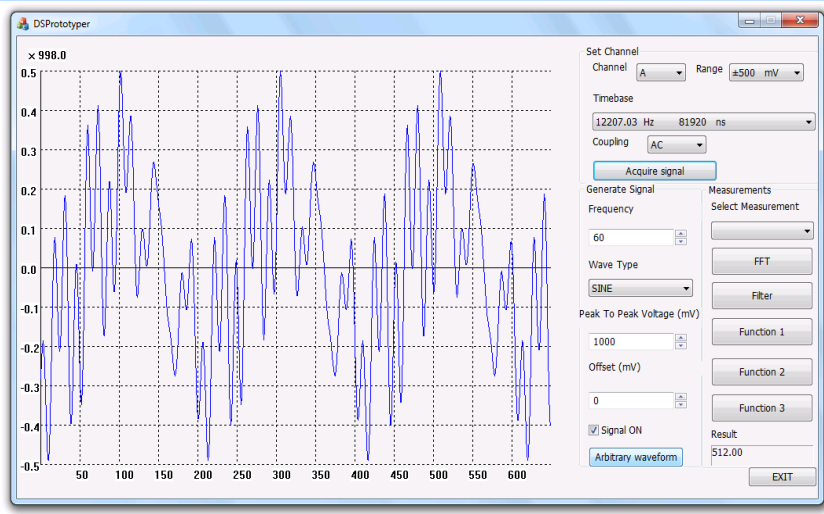 DSPrototyper
× 998.0
0.5
0.4
0.3
0.2
0.1
0.0
-0.1
-0.2
-0.3
-0.4
-0.5
50 100 150 200 250 300 350 400 450 500 550 600
Set Channel
Channel A Range ±500 mV
Timebase
12207.03 Hz 81920 ns
Coupling AC
Acquire signal
Generate Signal
Frequency
60
Wave Type
SINE
Peak To Peak Voltage (mV)
1000
Offset (mV)
0
Signal ON
Arbitrary waveform
Measurements
Select Measurement
FFT
Filter
Function 1
Function 2
Function 3
Result
512.00
EXIT